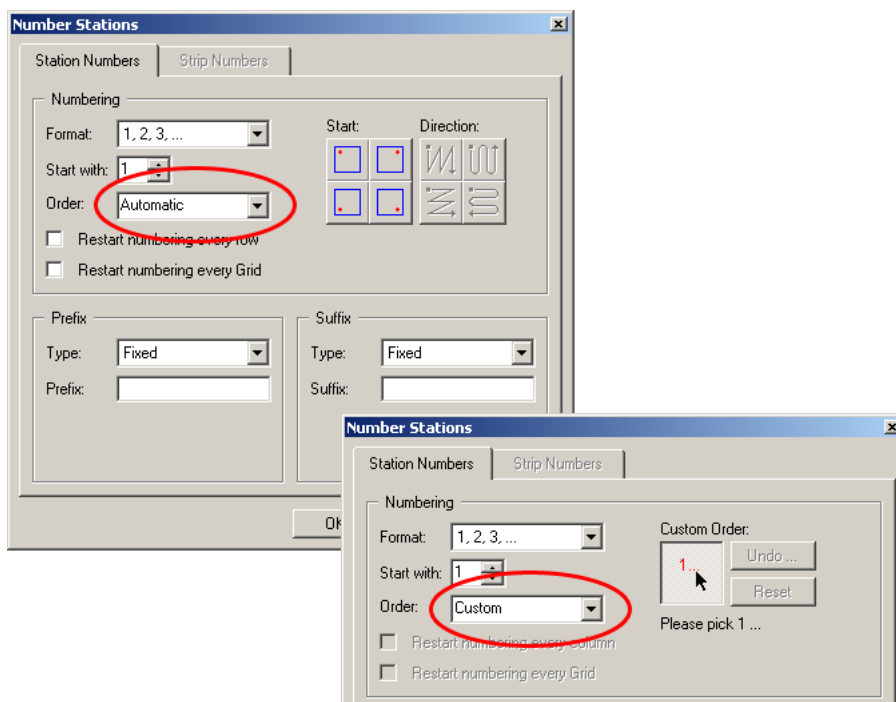 Number Stations
Station Numbers Strip Numbers
Numbering
Format: 1, 2, 3, ... Start: Direction:
Start with: 1
Order: Automatic
Restart numbering every row
Restart numbering every Grid
Prefix Suffix
Type: Fixed Type: Fixed
Prefix: Suffix:
OK
Number Stations
Station Numbers Strip Numbers
Numbering
Format: 1, 2, 3, ... Custom Order:
1... Undo ...
Start with: 1
Reset
Order: Custom
Please pick 1 ...
Restart numbering every column
Restart numbering every Grid